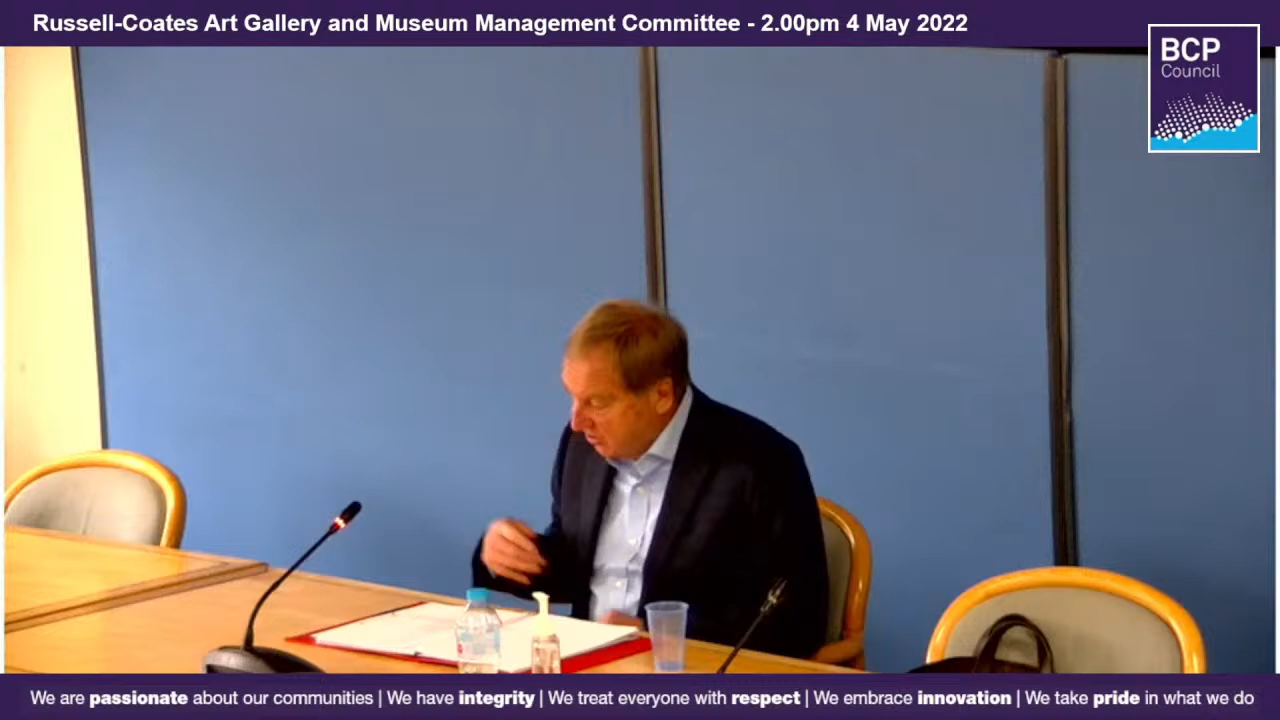 Russell-Coates Art Gallery and Museum Management Committee - 2.00pm 4 May 2022
BCP
Council
We are passionate about our communities | We have integrity | We treat everyone with respect | We embrace innovation | We take pride in what we do